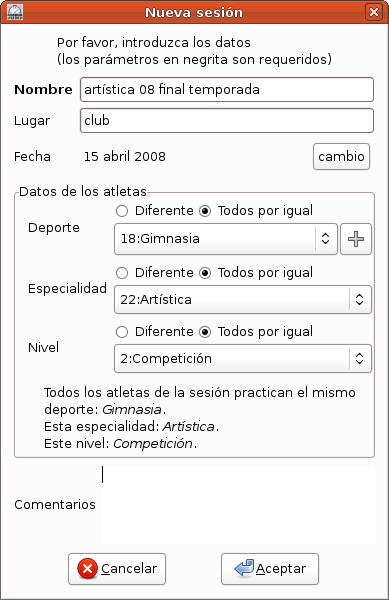 Nueva sesión
Por favor, introduzca los datos
(los parámetros en negrita son requeridos)
Nombre artística 08 final temporada
Lugar club
Fecha 15 abril 2008 cambio
Datos de los atletas
Diferente Todos por igual
Deporte
18:Gimnasia
Diferente Todos por igual
Especialidad
22:Artística
Diferente Todos por igual
Nivel
2:Competición
Todos los atletas de la sesión practican el mismo
deporte: Gimnasia.
Esta especialidad: Artística.
Este nivel: Competición.
Comentarios
Cancelar Aceptar